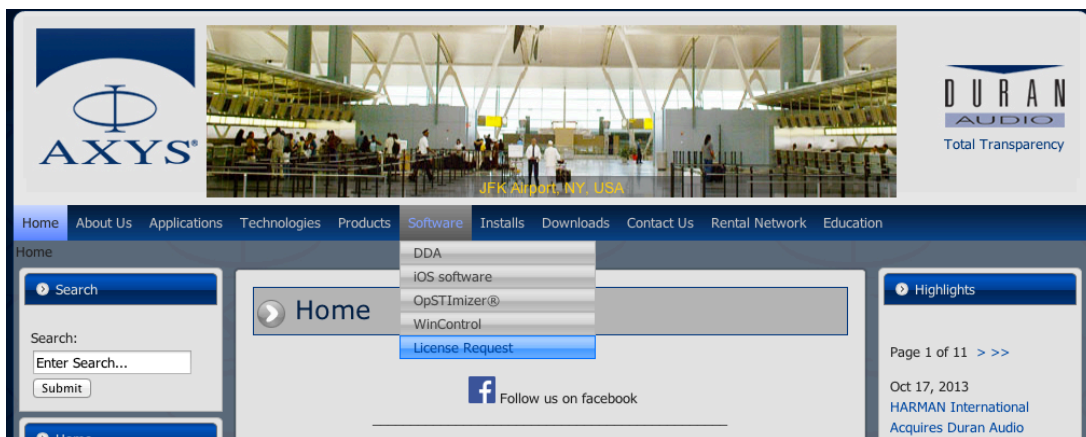 AXYS®
JFK Airport, NY, USA
DURAN
AUDIO
Total Transparency
Home About Us Applications Technologies Products Software Installs Downloads Contact Us Rental Network Education
Home
DDA
iOS software
OpSTImizer®
WinControl
License Request
Search
Search:
Enter Search...
Submit
Home
Home
Follow us on facebook
Highlights
Page 1 of 11 > >>
Oct 17, 2013
HARMAN International
Acquires Duran Audio